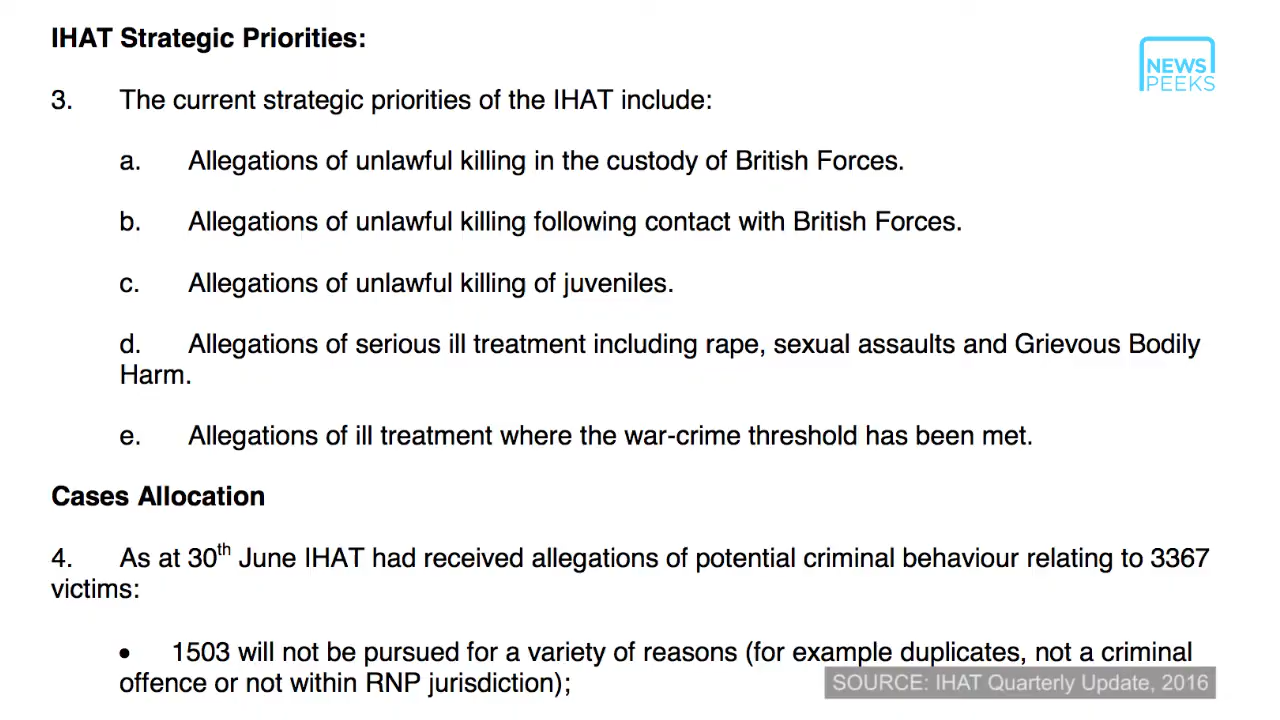 IHAT Strategic Priorities:
NEWS
PEEKS
3. The current strategic priorities of the IHAT include:
a. Allegations of unlawful killing in the custody of British Forces.
b. Allegations of unlawful killing following contact with British Forces.
c. Allegations of unlawful killing of juveniles.
d. Allegations of serious ill treatment including rape, sexual assaults and Grievous Bodily
Harm.
e. Allegations of ill treatment where the war-crime threshold has been met.
Cases Allocation
4. As at 30th June IHAT had received allegations of potential criminal behaviour relating to 3367
victims:
• 1503 will not be pursued for a variety of reasons (for example duplicates, not a criminal
offence or not within RNP jurisdiction);
SOURCE: IHAT Quarterly Update, 2016